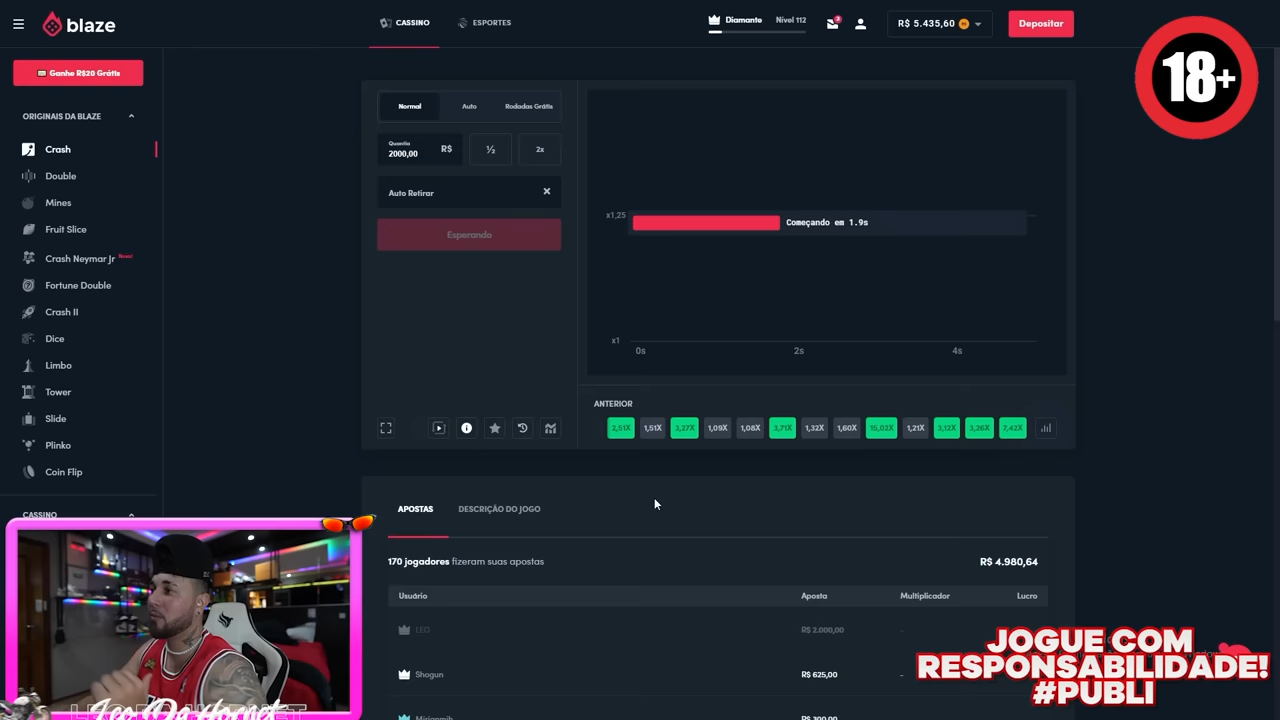 blaze
CASSINO
ESPORTES
Diamante Nível 112
3
R$ 5.435,60
Depositar
18+
Ganhe R$20 Grátis
ORIGINAIS DA BLAZE
Crash
Double
Mines
Fruit Slice
Crash Neymar Jr Novo!
Fortune Double
Crash II
Dice
Limbo
Tower
Slide
Plinko
Coin Flip
CASSINO
Normal
Auto
Rodadas Grátis
Quantia
2000,00
R$
½
2x
Auto Retirar
Esperando
x1,25
Começando em 1.9s
x1
0s 2s 4s
ANTERIOR
2,51X 1,51X 3,27X 1,09X 1,08X 3,71X 1,32X 1,60X 15,02X 1,21X 3,12X 3,26X 7,42X
APOSTAS
DESCRIÇÃO DO JOGO
170 jogadores fizeram suas apostas
R$ 4.980,64
Usuário Aposta Multiplicador Lucro
LEO R$ 2.000,00 -
Shogun R$ 625,00 -
R$ 300,00
JOGUE COM
RESPONSABILIDADE!
#PUBLI
Leo Da Hornet